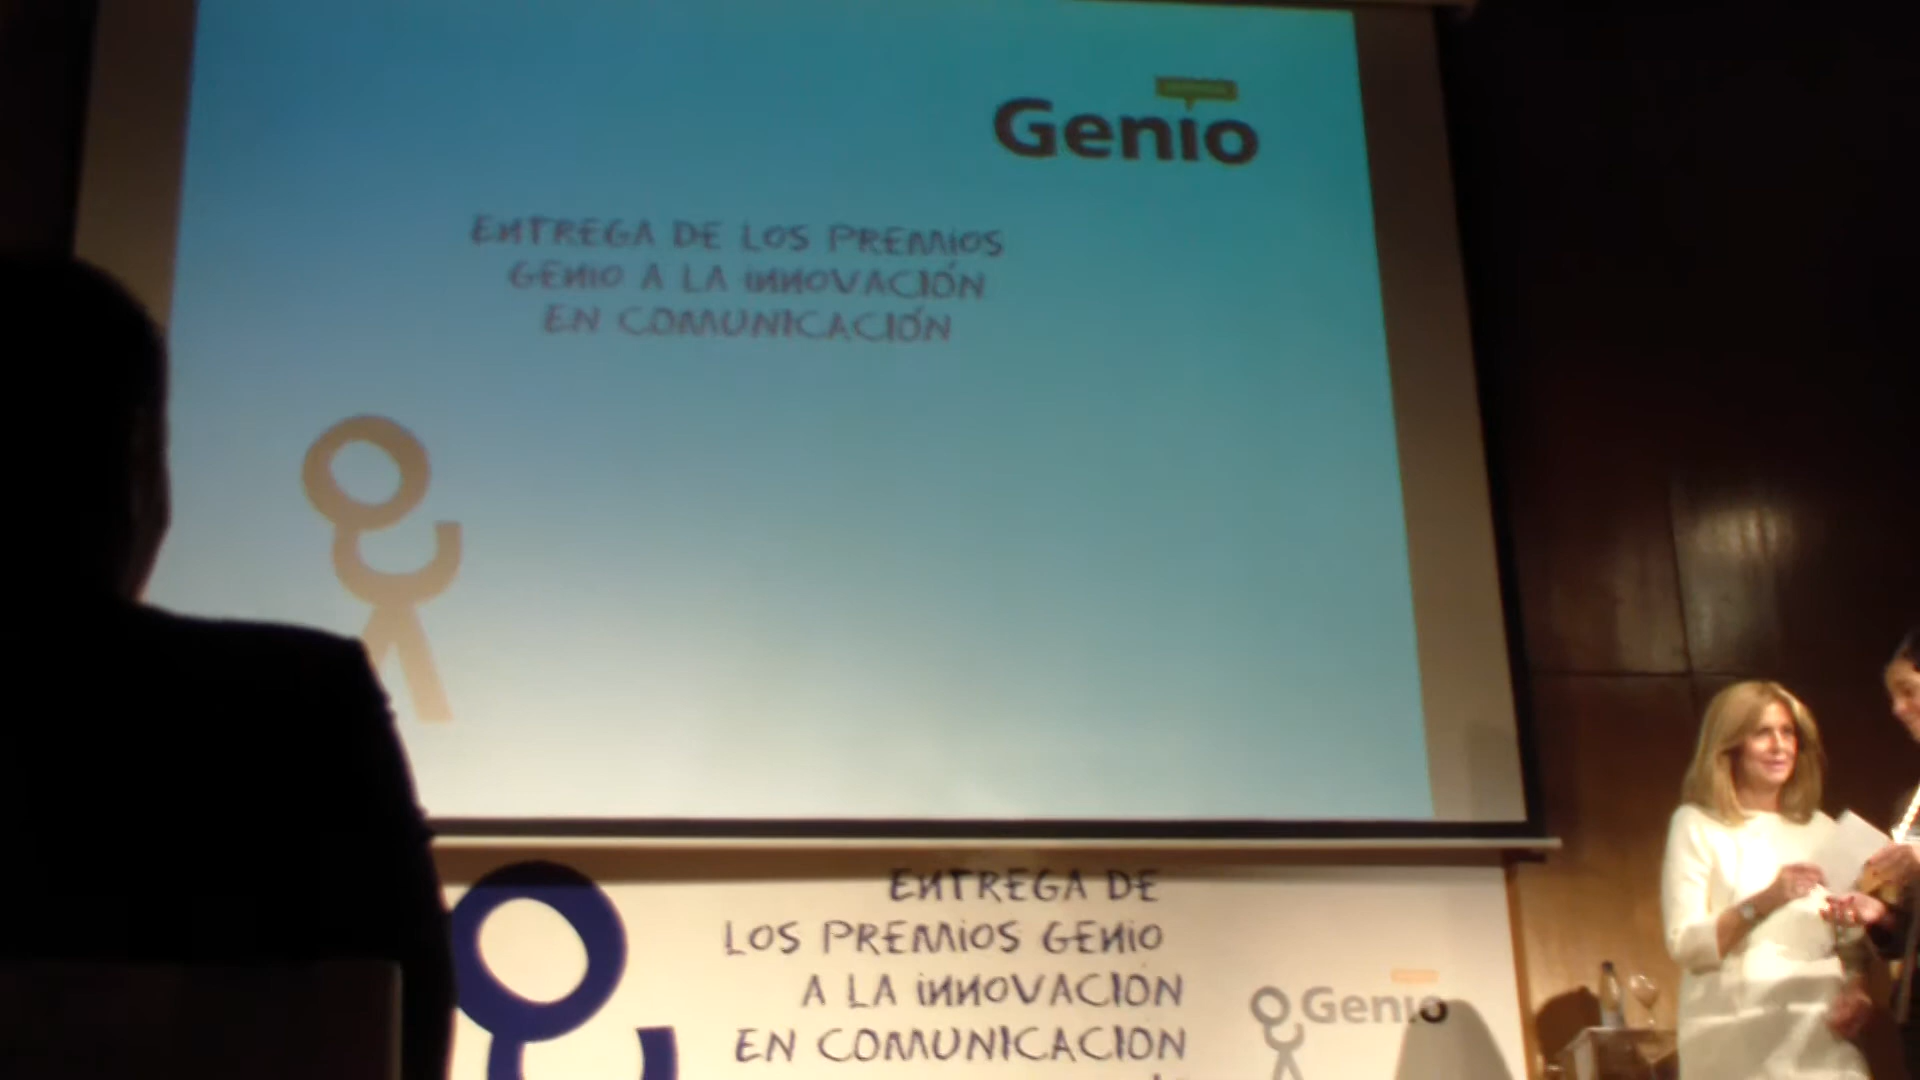 Genio
ENTREGA DE LOS PREMIOS
GENIO A LA INNOVACIÓN
EN COMUNICACIÓN
ENTREGA DE
LOS PREMIOS GENIO
A LA INNOVACIÓN
EN COMUNICACION
Genio